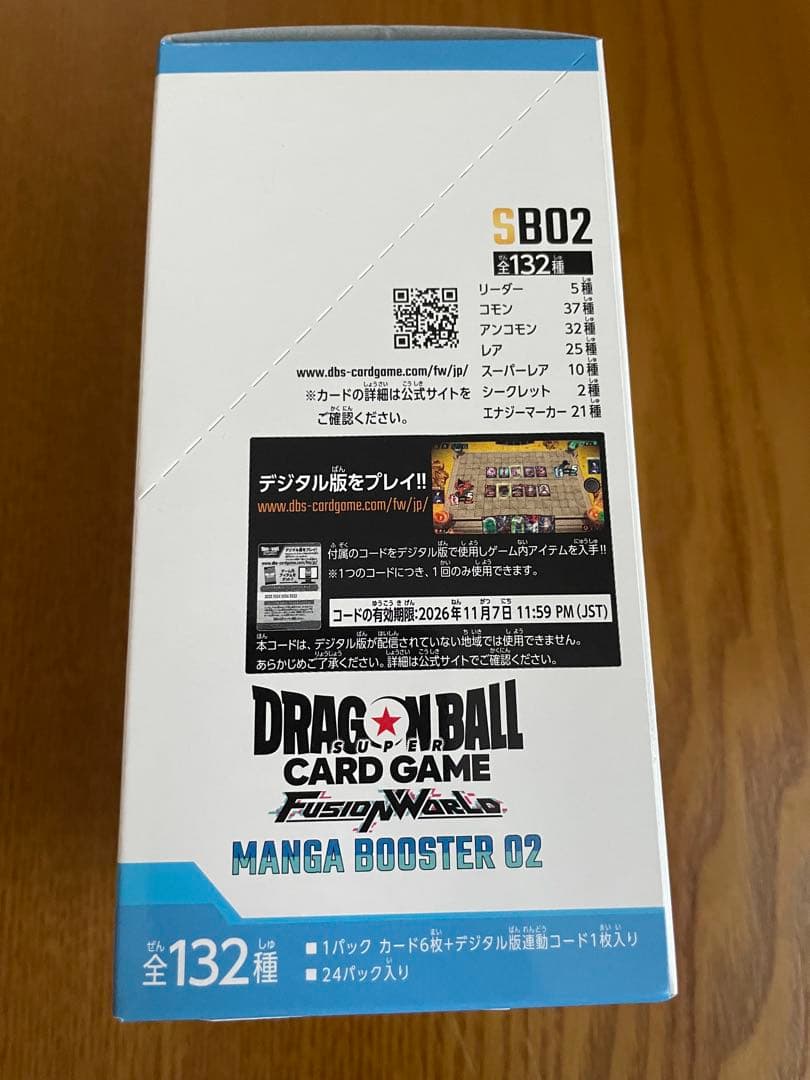 SB02
全132種
リーダー 5種
コモン 37種
アンコモン 32種
レア 25種
スーパーレア 10種
シークレット 2種
エナジーマーカー 21種
www.dbs-cardgame.com/fw/jp/
※カードの詳細は公式サイトを
ご確認ください。
デジタル版をプレイ!!
www.dbs-cardgame.com/fw/jp/
付属のコードをデジタル版で使用しゲーム内アイテムを入手!!
※1つのコードにつき、1回のみ使用できます。
コードの有効期限:2026年11月7日 11:59 PM (JST)
本コードは、デジタル版が配信されていない地域では使用できません。
あらかじめご了承ください。詳細は公式サイトでご確認ください。
DRAGON BALL
SUPER
CARD GAME
FUSION WORLD
MANGA BOOSTER 02
全132種
■1パック カード6枚+デジタル版連動コード1枚入り
■24パック入り